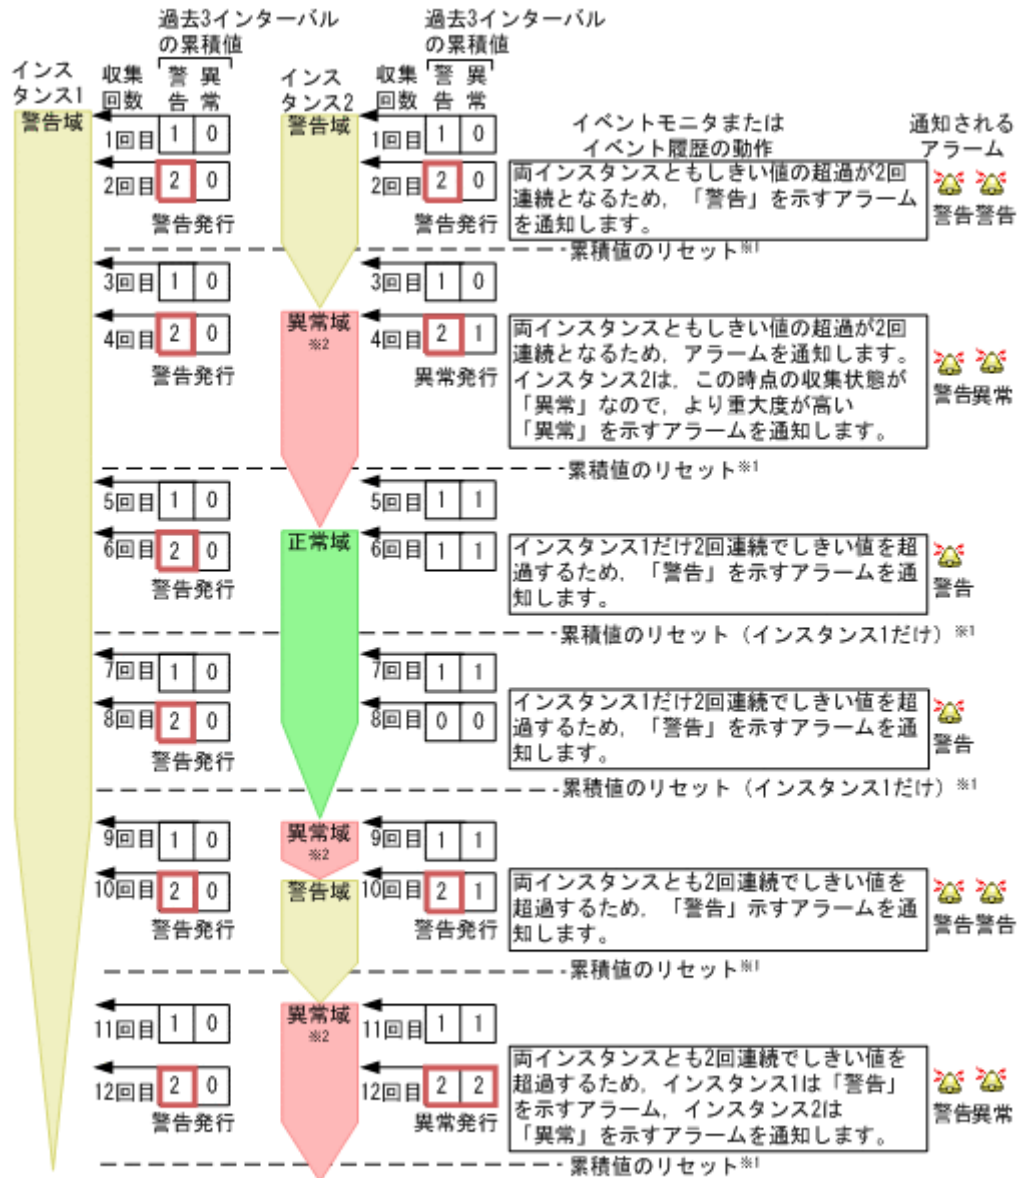 過去3インターバル
の累積値
過去3インターバル
の累積値
インス
タンス1
収集
回数
警告
異常
インス
タンス2
収集
回数
警告
異常
警告域
警告域
イベントモニタまたは
イベント履歴の動作
通知される
アラーム
1回目 1 0
1回目 1 0
2回目 2 0
2回目 2 0
警告発行
警告発行
両インスタンスともしきい値の超過が2回
連続となるため，「警告」を示すアラーム
を通知します。
警告 警告
累積値のリセット※1
3回目 1 0
3回目 1 0
異常域
※2
4回目 2 0
4回目 2 1
警告発行
異常発行
両インスタンスともしきい値の超過が2回
連続となるため，アラームを通知します。
インスタンス2は，この時点の収集状態が
「異常」なので，より重大度が高い
「異常」を示すアラームを通知します。
警告 異常
累積値のリセット※1
5回目 1 0
5回目 1 1
正常域
6回目 2 0
6回目 1 1
警告発行
インスタンス1だけ2回連続でしきい値を超
過するため，「警告」を示すアラームを通
知します。
警告
累積値のリセット（インスタンス1だけ）※1
7回目 1 0
7回目 1 1
8回目 2 0
8回目 0 0
警告発行
インスタンス1だけ2回連続でしきい値を超
過するため，「警告」を示すアラームを通
知します。
警告
累積値のリセット（インスタンス1だけ）※1
9回目 1 0
異常域
※2
9回目 1 1
10回目 2 0
警告域
10回目 2 1
警告発行
警告発行
両インスタンスとも2回連続でしきい値を
超過するため，「警告」示すアラームを通
知します。
警告 警告
累積値のリセット※1
11回目 1 0
異常域
※2
11回目 1 1
12回目 2 0
12回目 2 2
警告発行
異常発行
両インスタンスとも2回連続でしきい値を
超過するため，インスタンス1は「警告」
を示すアラーム，インスタンス2は
「異常」を示すアラームを通知します。
警告 異常
累積値のリセット※1